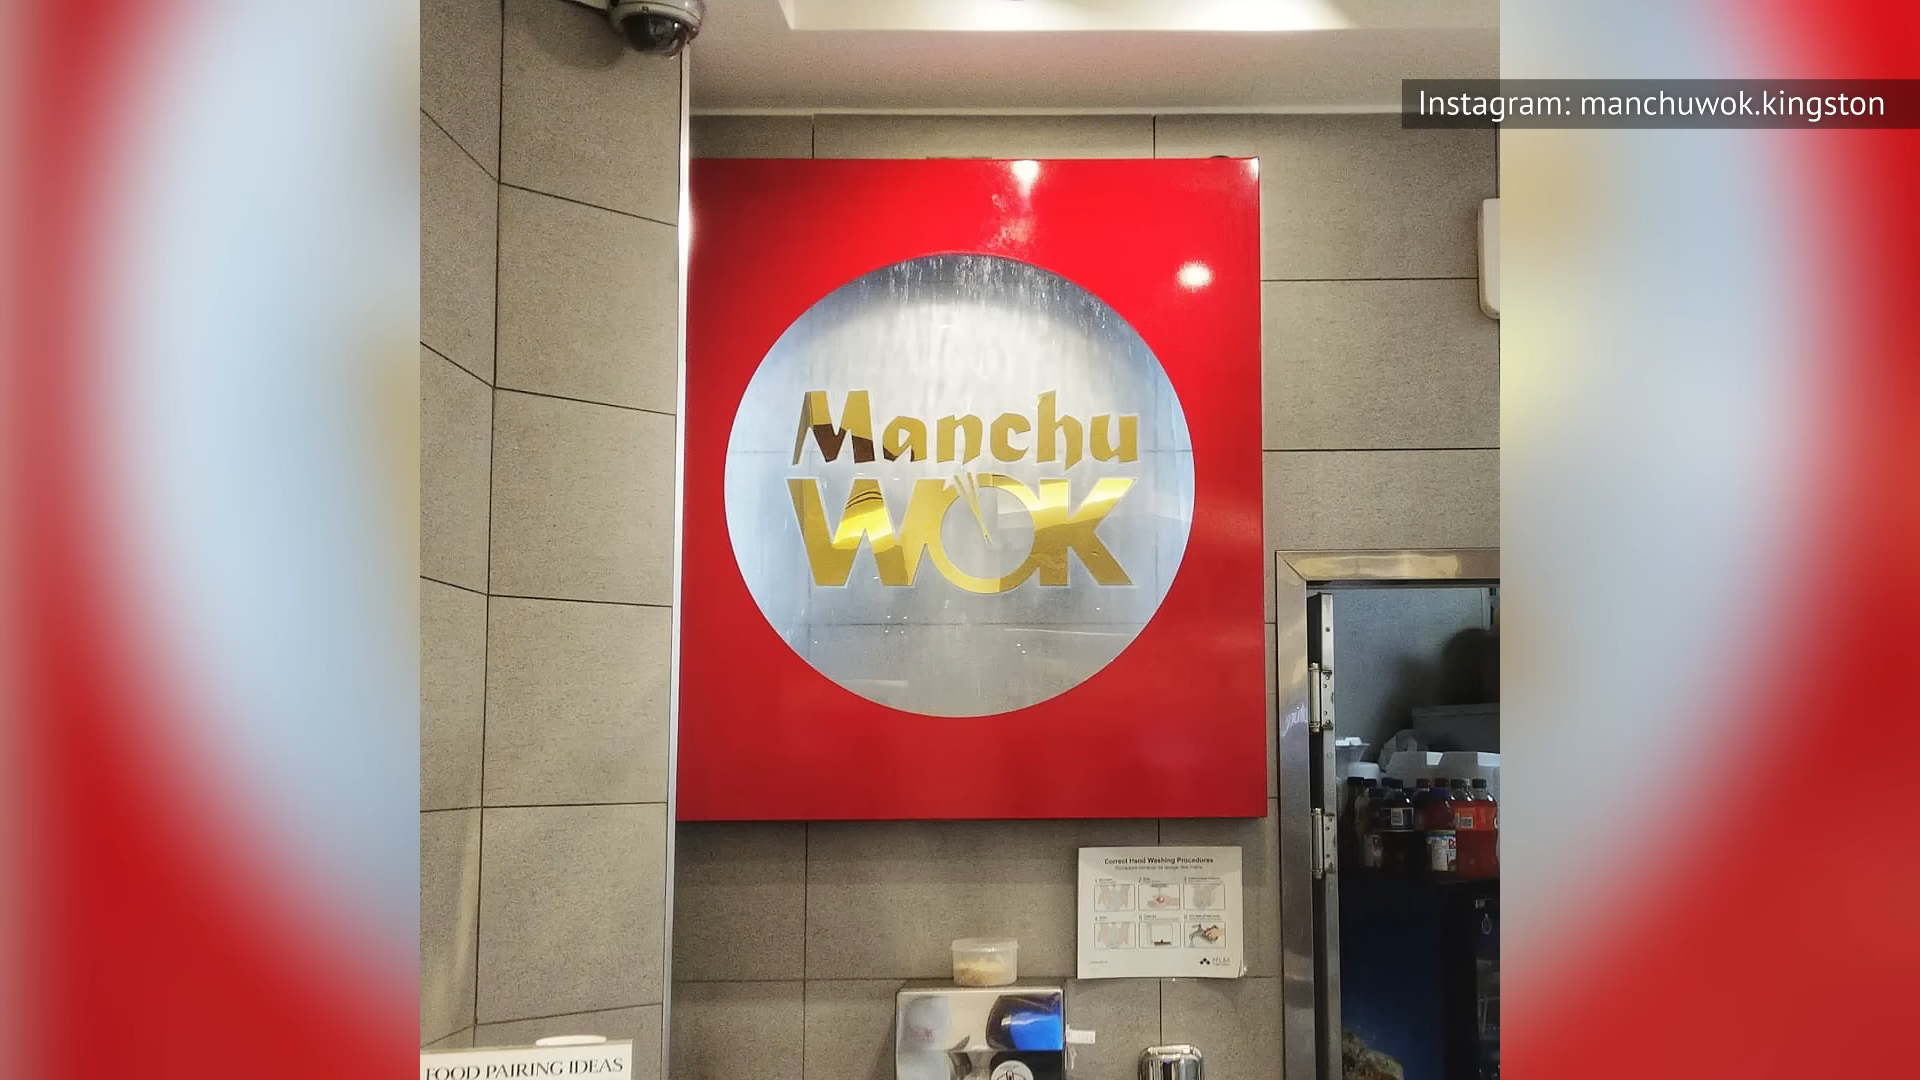 Instagram: manchuwok.kingston
Manchu
WOK
Correct Hand Washing Procedures
FOOD PAIRING IDEAS